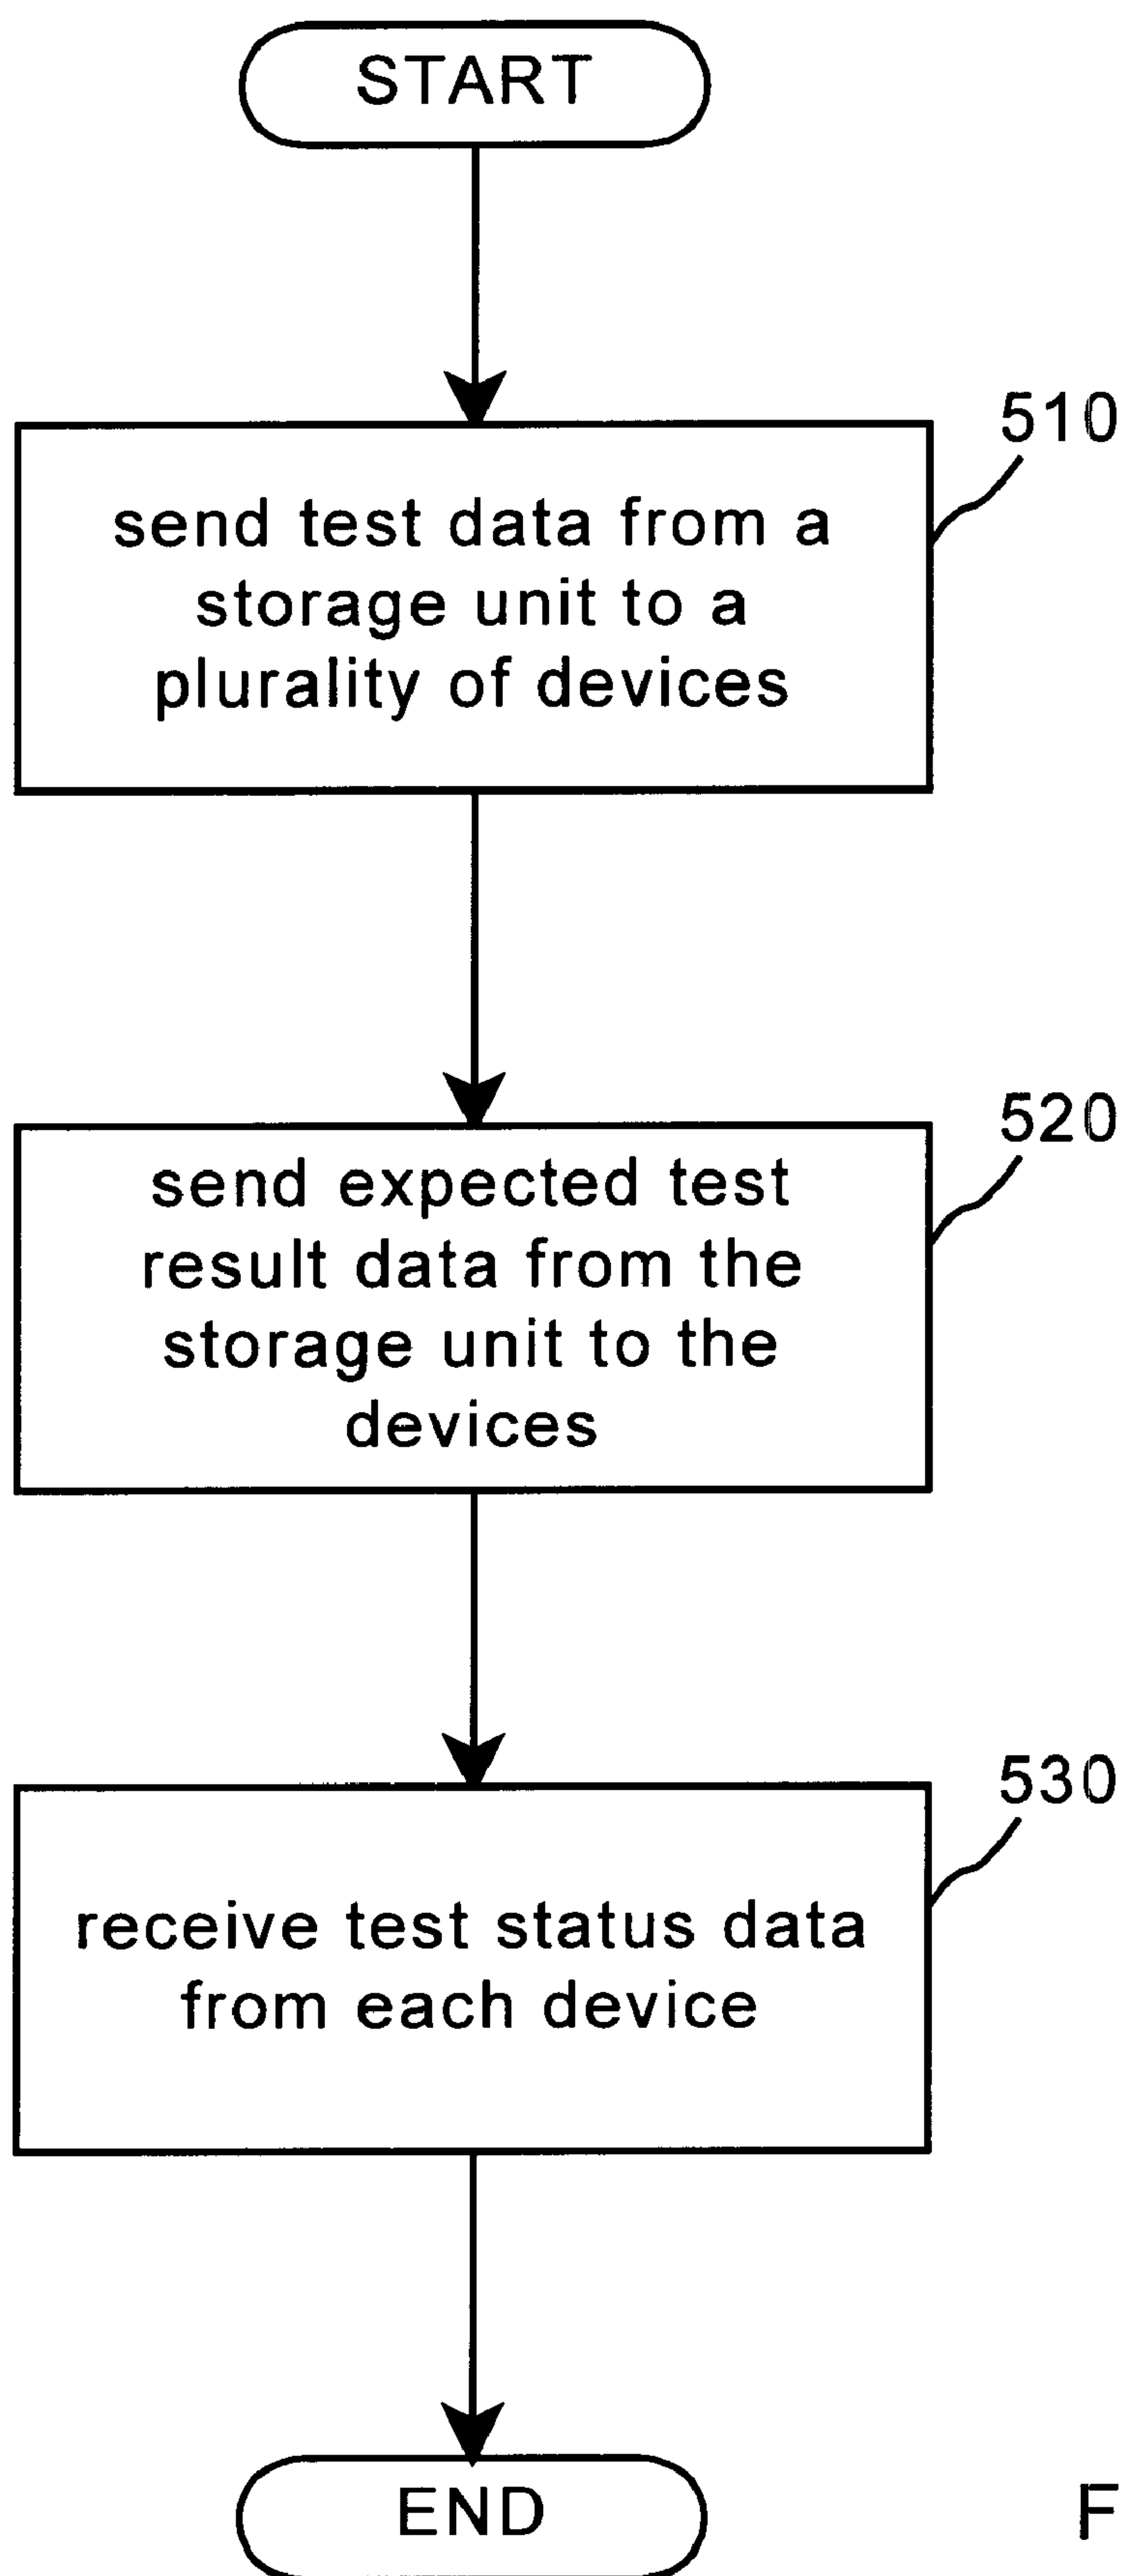 START
510
send test data from a
storage unit to a
plurality of devices
520
send expected test
result data from the
storage unit to the
devices
530
receive test status data
from each device
END
F